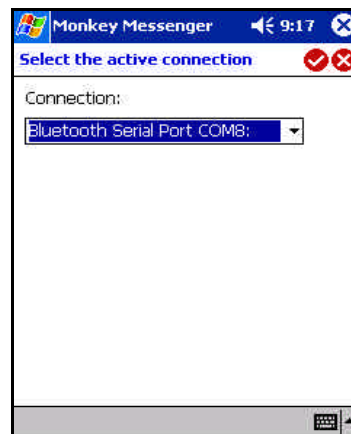 Monkey Messenger 9:17
Select the active connection
Connection:
Bluetooth Serial Port COM8: